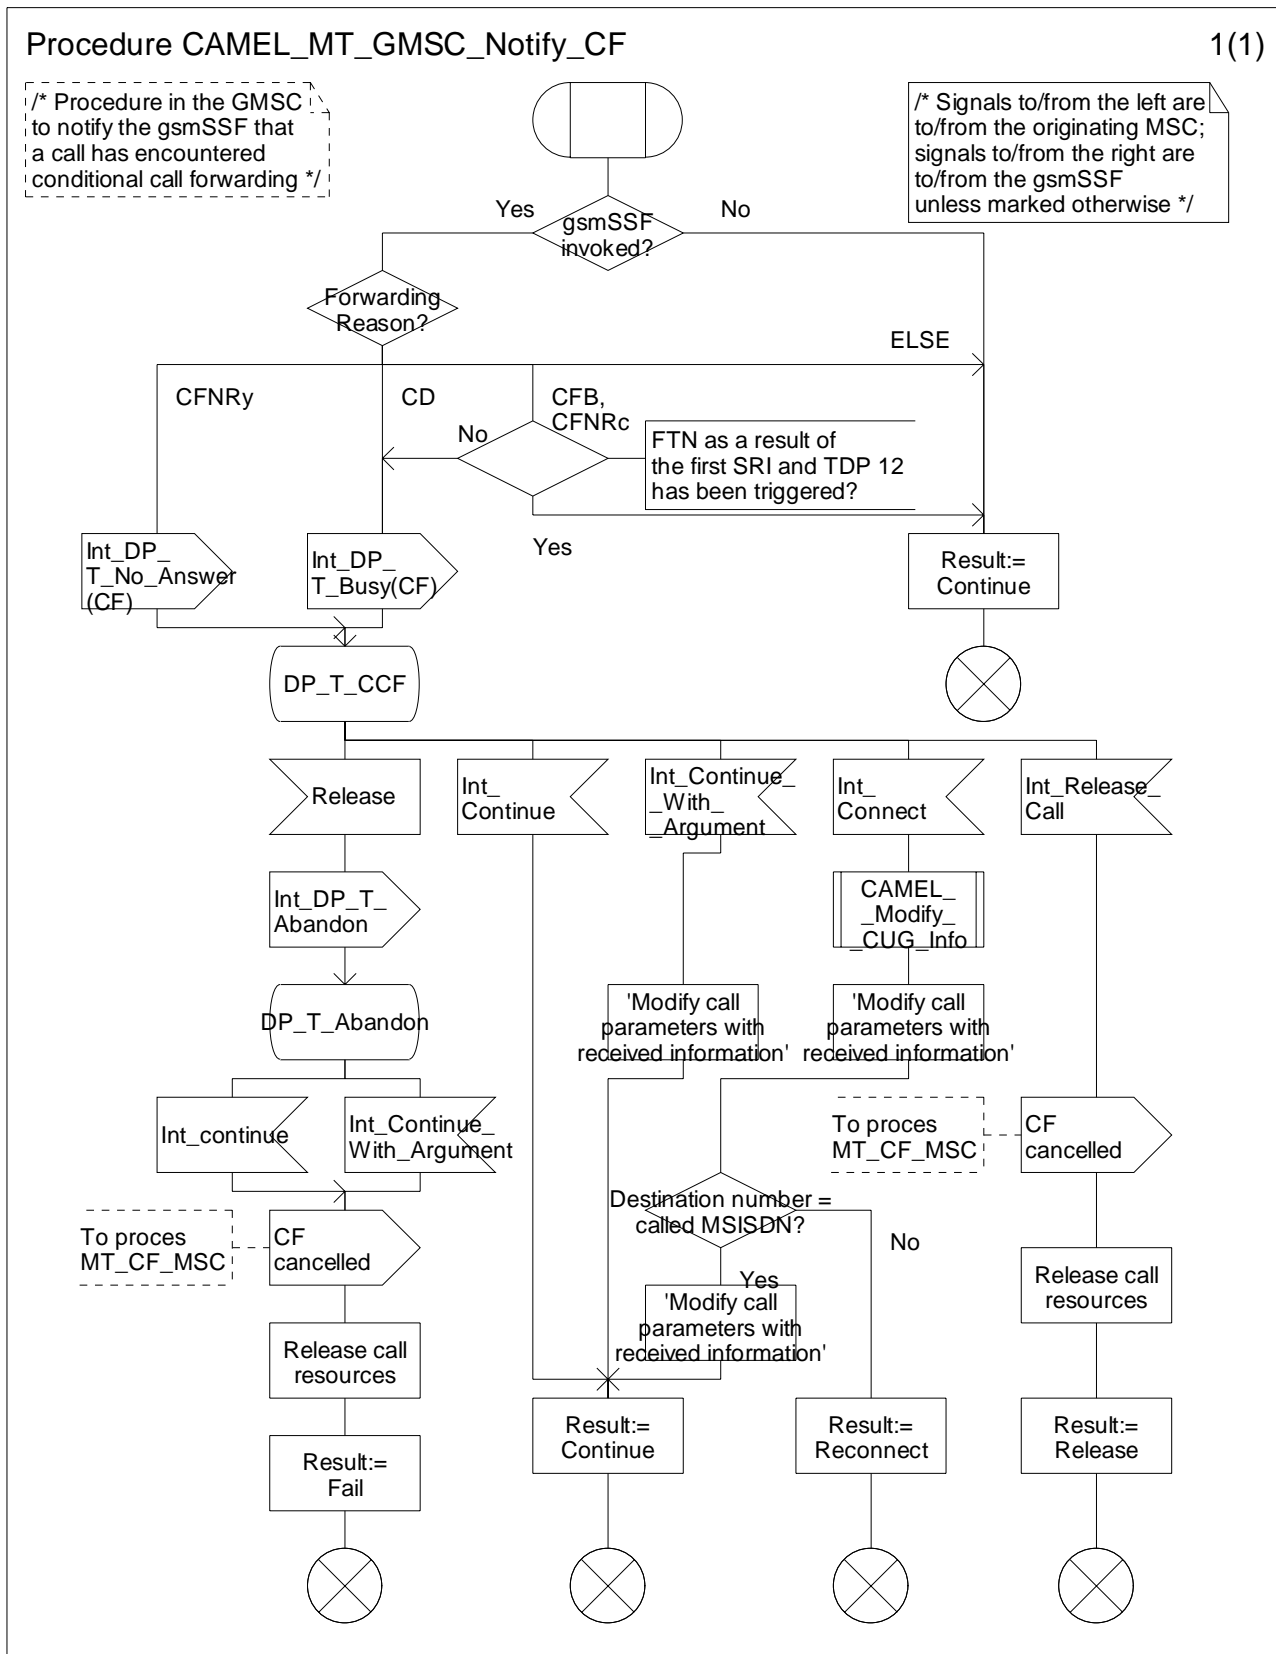 Procedure CAMEL_MT_GMSC_Notify_CF
1(1)
/* Procedure in the GMSC
to notify the gsmSSF that
a call has encountered
conditional call forwarding */
/* Signals to/from the left are
to/from the originating MSC;
signals to/from the right are
to/from the gsmSSF
unless marked otherwise */
Yes
gsmSSF
invoked?
No
Forwarding
Reason?
ELSE
CFNRy
CD
CFB,
CFNRc
No
FTN as a result of
the first SRI and TDP 12
has been triggered?
Yes
Int_DP_
T_No_Answer
(CF)
Int_DP_
T_Busy(CF)
Result:=
Continue
DP_T_CCF
Release
Int_
Continue
Int_Continue_
_With_
_Argument
Int_
Connect
Int_Release_
Call
Int_DP_T_
Abandon
CAMEL_
_Modify_
_CUG_Info
DP_T_Abandon
'Modify call
parameters with
received information'
'Modify call
parameters with
received information'
Int_continue
Int_Continue_
With_Argument
To proces
MT_CF_MSC
CF
cancelled
Destination number =
called MSISDN?
No
Yes
To proces
MT_CF_MSC
CF
cancelled
Release call
resources
'Modify call
parameters with
received information'
Release call
resources
Result:=
Continue
Result:=
Reconnect
Result:=
Release
Result:=
Fail